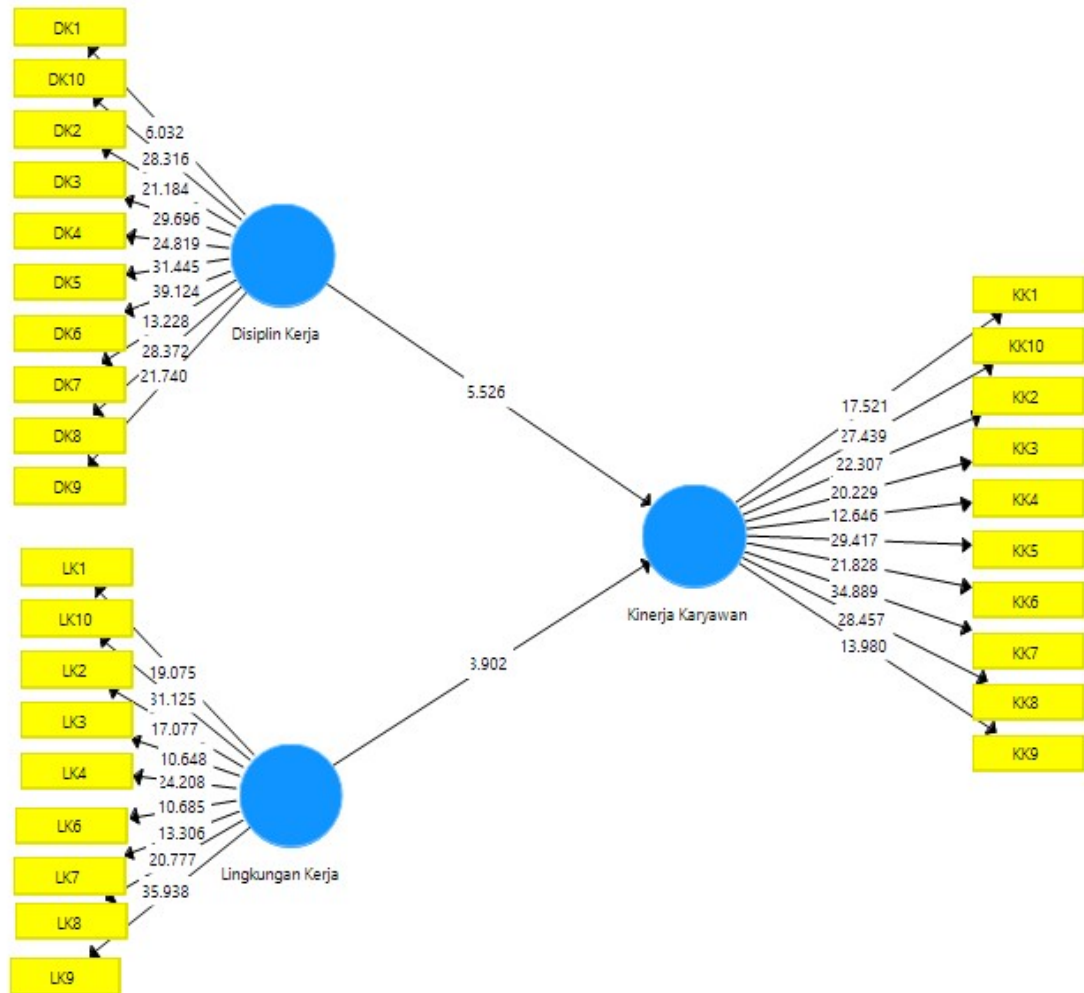 DK1
DK10
DK2
DK3
DK4
DK5
DK6
DK7
DK8
DK9
6.032
28.316
21.184
29.696
24.819
31.445
39.124
13.228
28.372
21.740
Disiplin Kerja
5.526
LK1
LK10
LK2
LK3
LK4
LK6
LK7
LK8
LK9
19.075
31.125
17.077
10.648
24.208
10.685
13.306
20.777
35.938
Lingkungan Kerja
3.902
Kinerja Karyawan
17.521
27.439
22.307
20.229
12.646
29.417
21.828
34.889
28.457
13.980
KK1
KK10
KK2
KK3
KK4
KK5
KK6
KK7
KK8
KK9